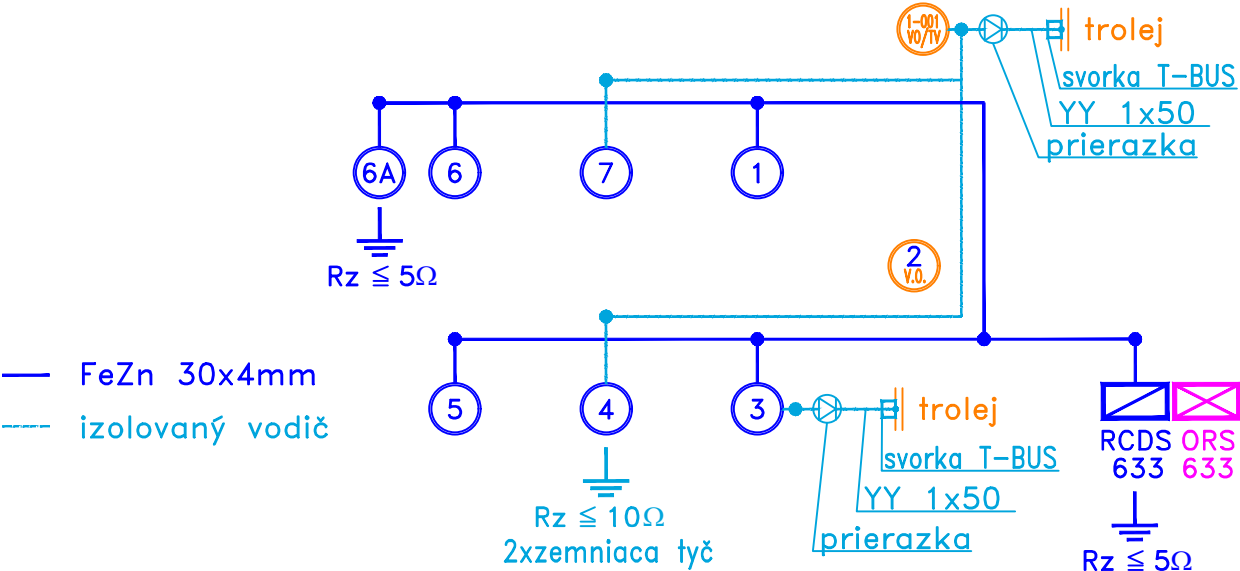 1-001
VO/TV
trolej
svorka T-BUS
YY 1x50
prierazka
6A
6
7
1
Rz ≦ 5Ω
2
V.O.
FeZn 30x4mm
izolovaný vodič
5
4
3
trolej
svorka T-BUS
YY 1x50
prierazka
RCDS
633
ORS
633
Rz ≦ 10Ω
2xzemniaca tyč
Rz ≦ 5Ω